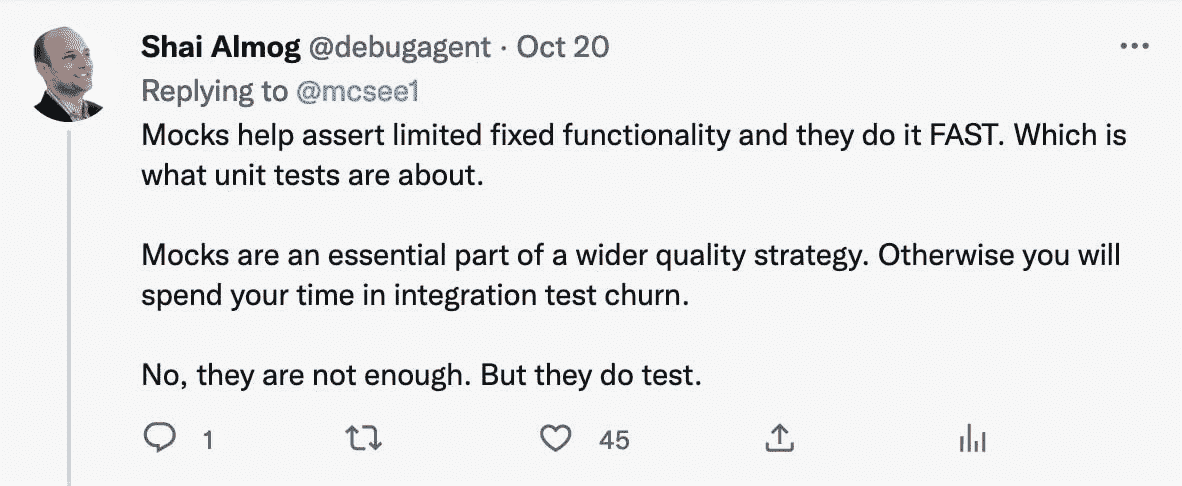 Shai Almog @debugagent · Oct 20
Replying to @mcsee1
Mocks help assert limited fixed functionality and they do it FAST. Which is
what unit tests are about.
Mocks are an essential part of a wider quality strategy. Otherwise you will
spend your time in integration test churn.
No, they are not enough. But they do test.
1 45